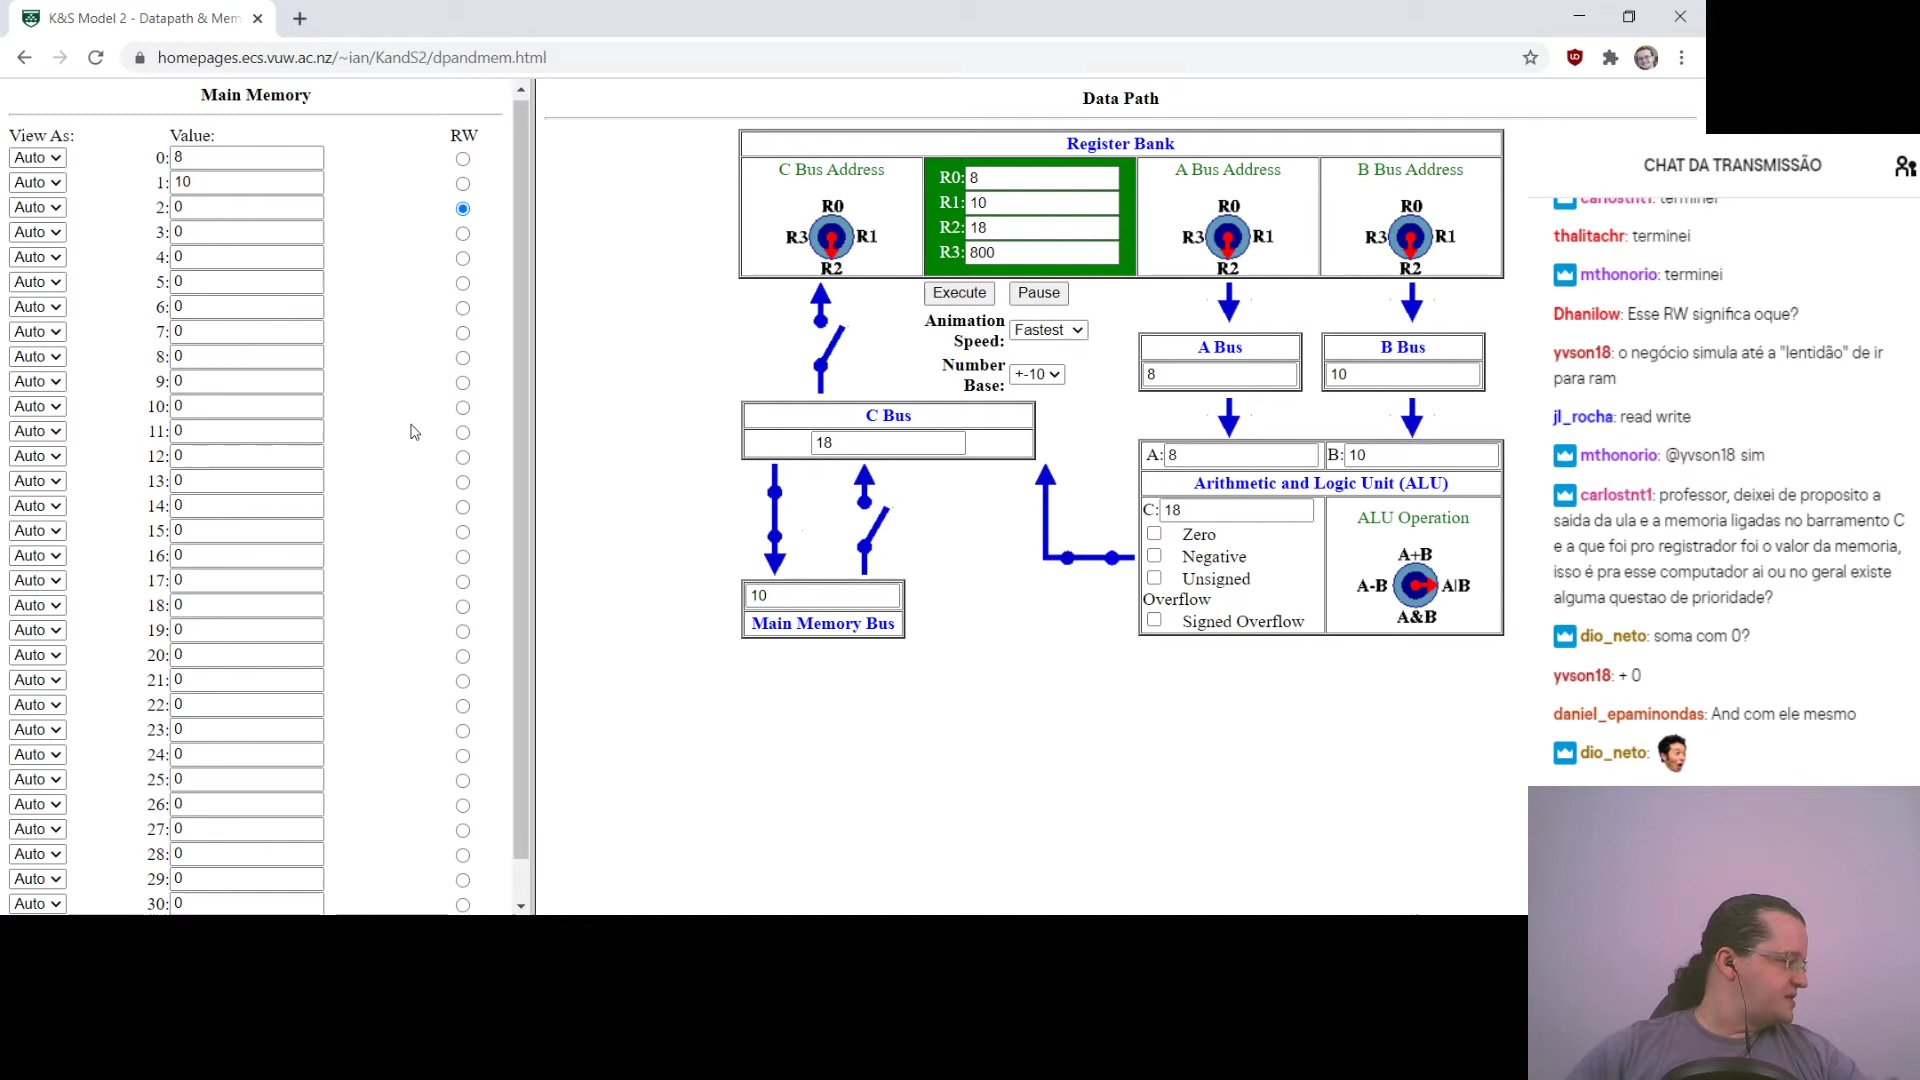 K&S Model 2 - Datapath & Mem
homepages.ecs.vuw.ac.nz/~ian/KandS2/dpandmem.html
Main Memory
View As: Value: RW
Auto 0: 8
Auto 1: 10
Auto 2: 0
Auto 3: 0
Auto 4: 0
Auto 5: 0
Auto 6: 0
Auto 7: 0
Auto 8: 0
Auto 9: 0
Auto 10: 0
Auto 11: 0
Auto 12: 0
Auto 13: 0
Auto 14: 0
Auto 15: 0
Auto 16: 0
Auto 17: 0
Auto 18: 0
Auto 19: 0
Auto 20: 0
Auto 21: 0
Auto 22: 0
Auto 23: 0
Auto 24: 0
Auto 25: 0
Auto 26: 0
Auto 27: 0
Auto 28: 0
Auto 29: 0
Auto 30: 0
Data Path
Register Bank
C Bus Address
R0
R3 R1
R2
R0: 8
R1: 10
R2: 18
R3: 800
A Bus Address
R0
R3 R1
R2
B Bus Address
R0
R3 R1
R2
Execute Pause
Animation
Speed: Fastest
Number
Base: +-10
A Bus
8
B Bus
10
C Bus
18
A: 8 B: 10
Arithmetic and Logic Unit (ALU)
C: 18
Zero
Negative
Unsigned
Overflow
Signed Overflow
ALU Operation
A+B
A-B A|B
A&B
10
Main Memory Bus
CHAT DA TRANSMISSÃO
carlostnt1: terminei
thalitachr: terminei
mthonorio: terminei
Dhanilow: Esse RW significa oque?
yvson18: o negócio simula até a "lentidão" de ir
para ram
jl_rocha: read write
mthonorio: @yvson18 sim
carlostnt1: professor, deixei de proposito a
saida da ula e a memoria ligadas no barramento C
e a que foi pro registrador foi o valor da memoria,
isso é pra esse computador ai ou no geral existe
alguma questao de prioridade?
dio_neto: soma com 0?
yvson18: + 0
daniel_epaminondas: And com ele mesmo
dio_neto: